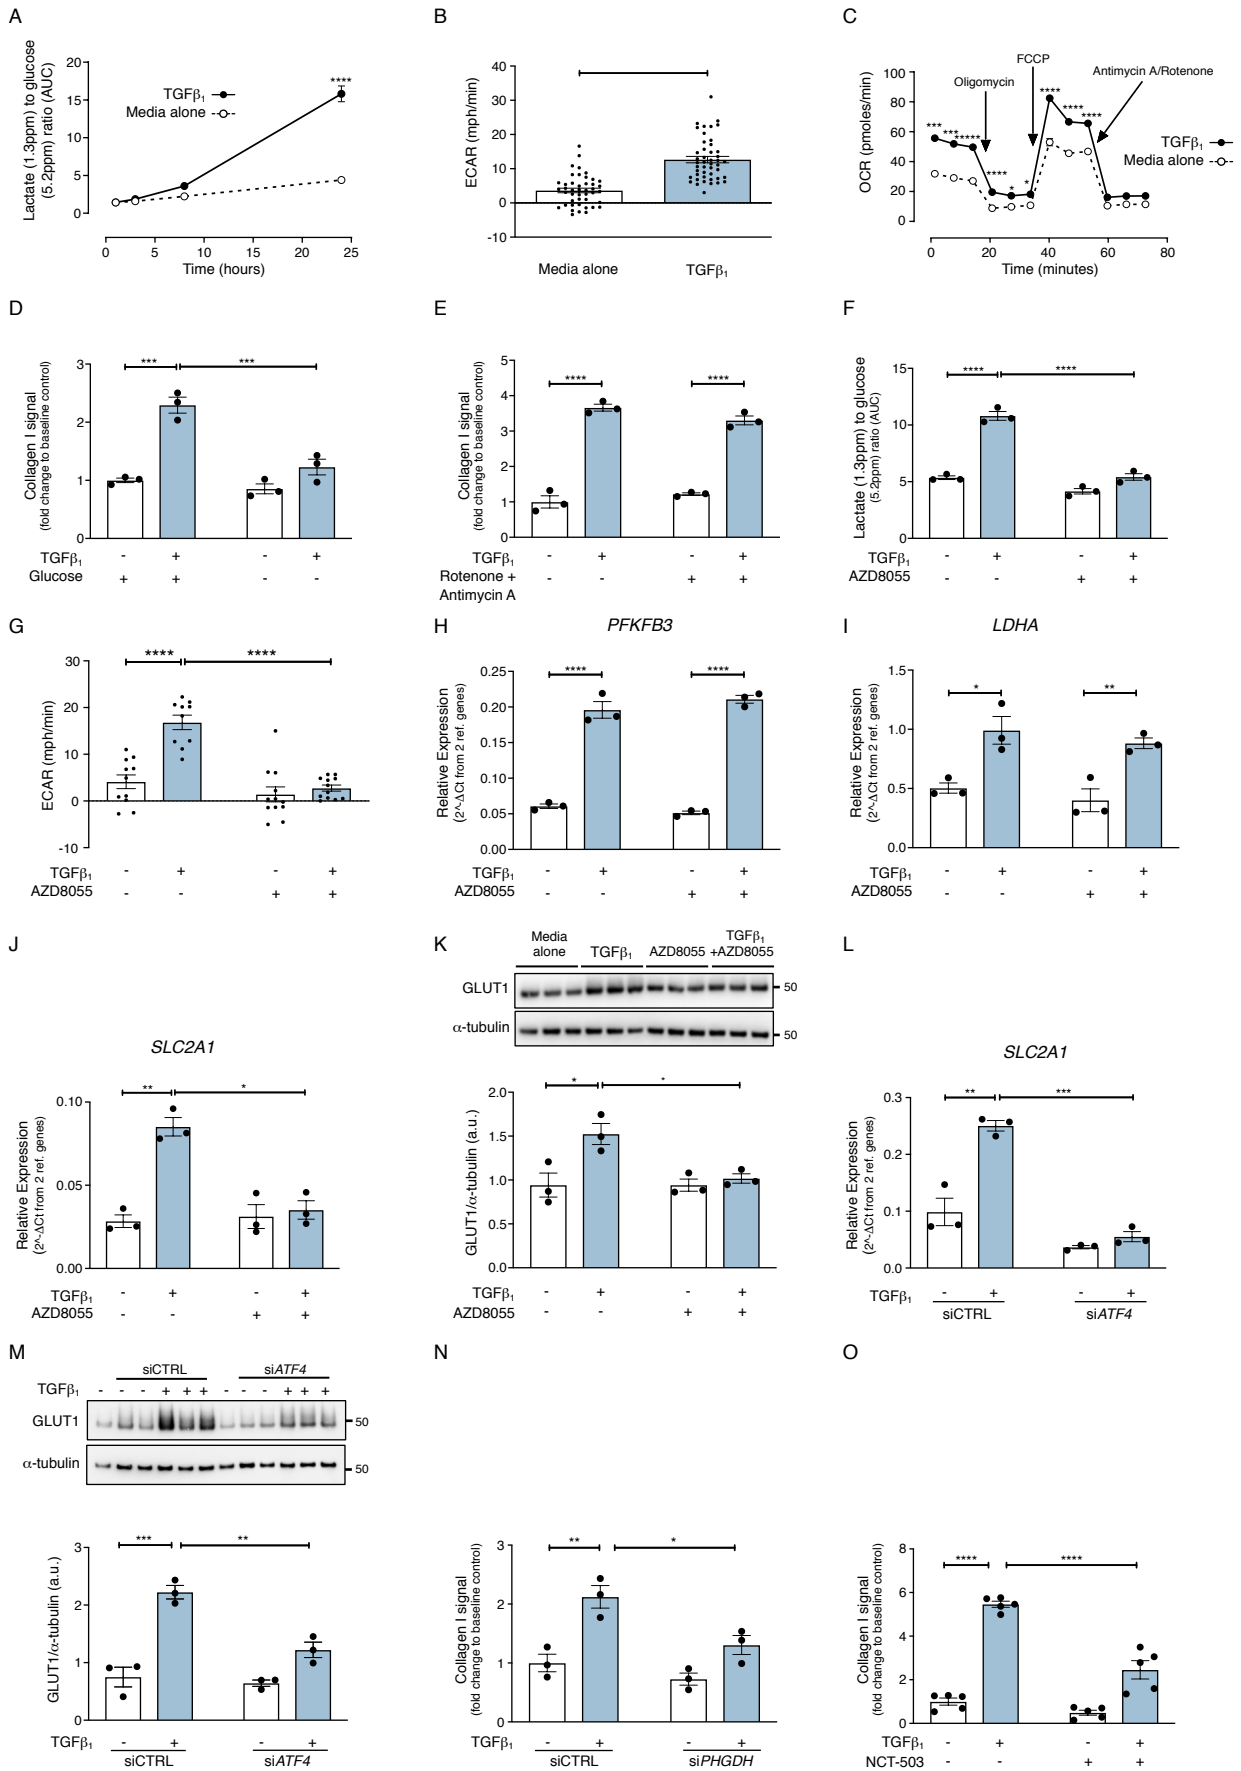 A
Lactate (1.3ppm) to glucose
(5.2ppm) ratio (AUC)
20
15
10
5
0
TGFβ1
Media alone
****
0 5 10 15 20 25
Time (hours)
B
ECAR (mph/min)
40
30
20
10
0
-10
Media alone TGFβ1
C
OCR (pmoles/min)
100
80
60
40
20
0
Oligomycin
FCCP
Antimycin A/Rotenone
TGFβ1
Media alone
*** ******** **** * * **** **** ****
0 20 40 60 80
Time (minutes)
D
Collagen I signal
(fold change to baseline control)
3
2
1
0
*** ***
TGFβ1 - + - +
Glucose + + - -
E
Collagen I signal
(fold change to baseline control)
5
4
3
2
1
0
**** ****
TGFβ1 - + - +
Rotenone + - - + +
Antimycin A
F
Lactate (1.3ppm) to glucose
(5.2ppm) ratio (AUC)
15
10
5
0
**** ****
TGFβ1 - + - +
AZD8055 - - + +
G
ECAR (mph/min)
30
20
10
0
-10
**** ****
TGFβ1 - + - +
AZD8055 - - + +
H
PFKFB3
Relative Expression
(2^-ΔCt from 2 ref. genes)
0.25
0.20
0.15
0.10
0.05
0.00
**** ****
TGFβ1 - + - +
AZD8055 - - + +
I
LDHA
Relative Expression
(2^-ΔCt from 2 ref. genes)
1.5
1.0
0.5
0.0
* **
TGFβ1 - + - +
AZD8055 - - + +
J
SLC2A1
Relative Expression
(2^-ΔCt from 2 ref. genes)
0.10
0.05
0.00
** *
TGFβ1 - + - +
AZD8055 - - + +
K
Media
alone
TGFβ1
AZD8055
TGFβ1
+AZD8055
GLUT1 50
α-tubulin 50
GLUT1/α-tubulin (a.u.)
2.0
1.5
1.0
0.5
0.0
* *
TGFβ1 - + - +
AZD8055 - - + +
L
SLC2A1
Relative Expression
(2^-ΔCt from 2 ref. genes)
0.3
0.2
0.1
0.0
** ***
TGFβ1 - + - +
siCTRL siATF4
M
siCTRL siATF4
TGFβ1 - - - + + + - - - + + +
GLUT1 50
α-tubulin 50
GLUT1/α-tubulin (a.u.)
3
2
1
0
*** **
TGFβ1 - + - +
siCTRL siATF4
N
Collagen I signal
(fold change to baseline control)
3
2
1
0
** *
TGFβ1 - + - +
siCTRL siPHGDH
O
Collagen I signal
(fold change to baseline control)
8
6
4
2
0
**** ****
TGFβ1 - + - +
NCT-503 - - + +